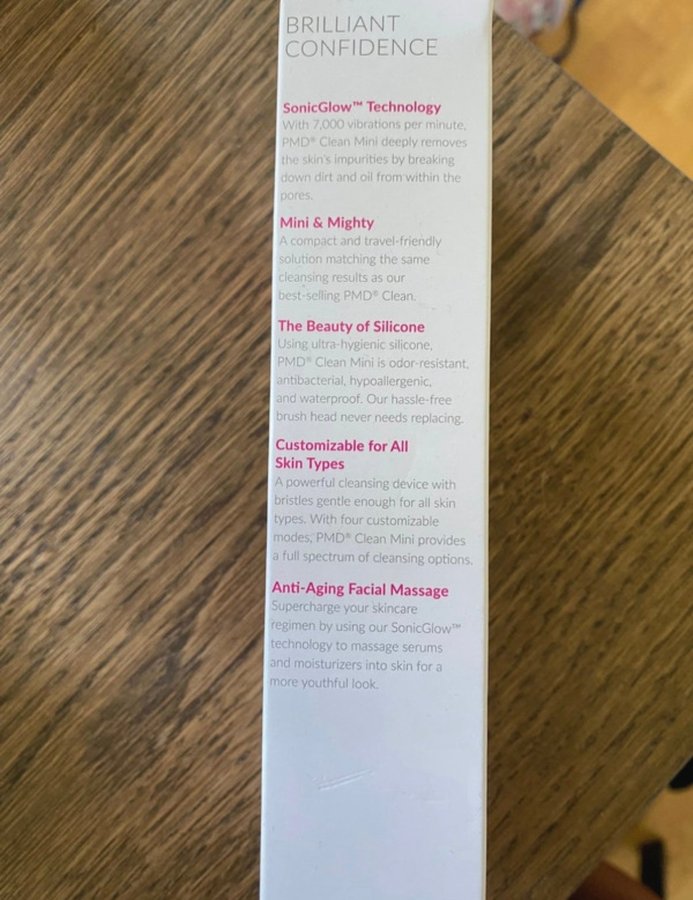 BRILLIANT
CONFIDENCE
SonicGlow™ Technology
With 7,000 vibrations per minute,
PMD® Clean Mini deeply removes
the skin's impurities by breaking
down dirt and oil from within the
pores.
Mini & Mighty
A compact and travel-friendly
solution matching the same
cleansing results as our
best-selling PMD® Clean.
The Beauty of Silicone
Using ultra-hygienic silicone,
PMD® Clean Mini is odor-resistant,
antibacterial, hypoallergenic,
and waterproof. Our hassle-free
brush head never needs replacing.
Customizable for All
Skin Types
A powerful cleansing device with
bristles gentle enough for all skin
types. With four customizable
modes, PMD® Clean Mini provides
a full spectrum of cleansing options.
Anti-Aging Facial Massage
Supercharge your skincare
regimen by using our SonicGlow™
technology to massage serums
and moisturizers into skin for a
more youthful look.